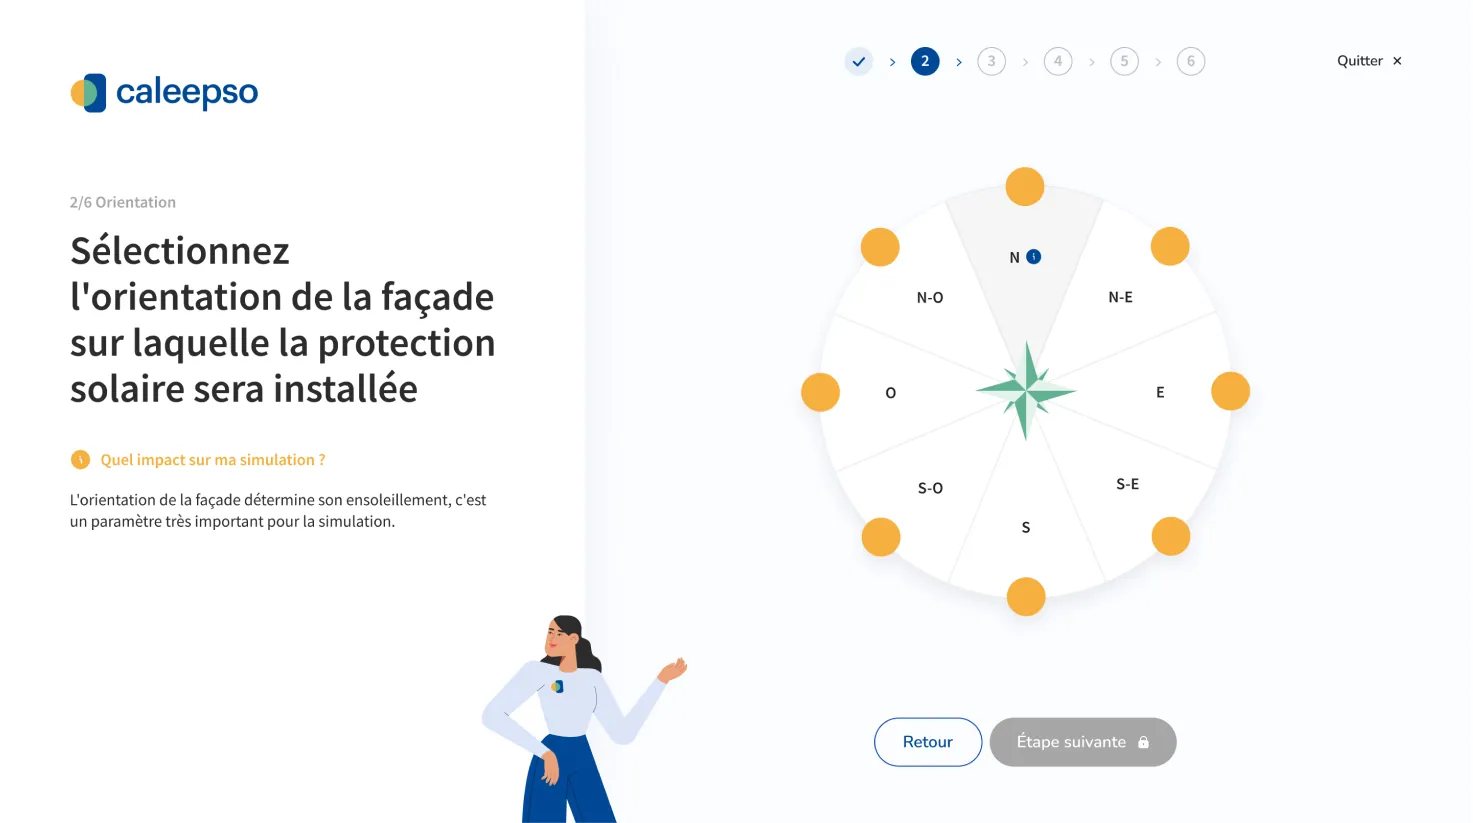 caleepso
2/6 Orientation
Sélectionnez
l'orientation de la façade
sur laquelle la protection
solaire sera installée
Quel impact sur ma simulation ?
L'orientation de la façade détermine son ensoleillement, c'est
un paramètre très important pour la simulation.
2 3 4 5 6
Quitter
N
N-O
N-E
O
E
S-O
S-E
S
Retour
Étape suivante